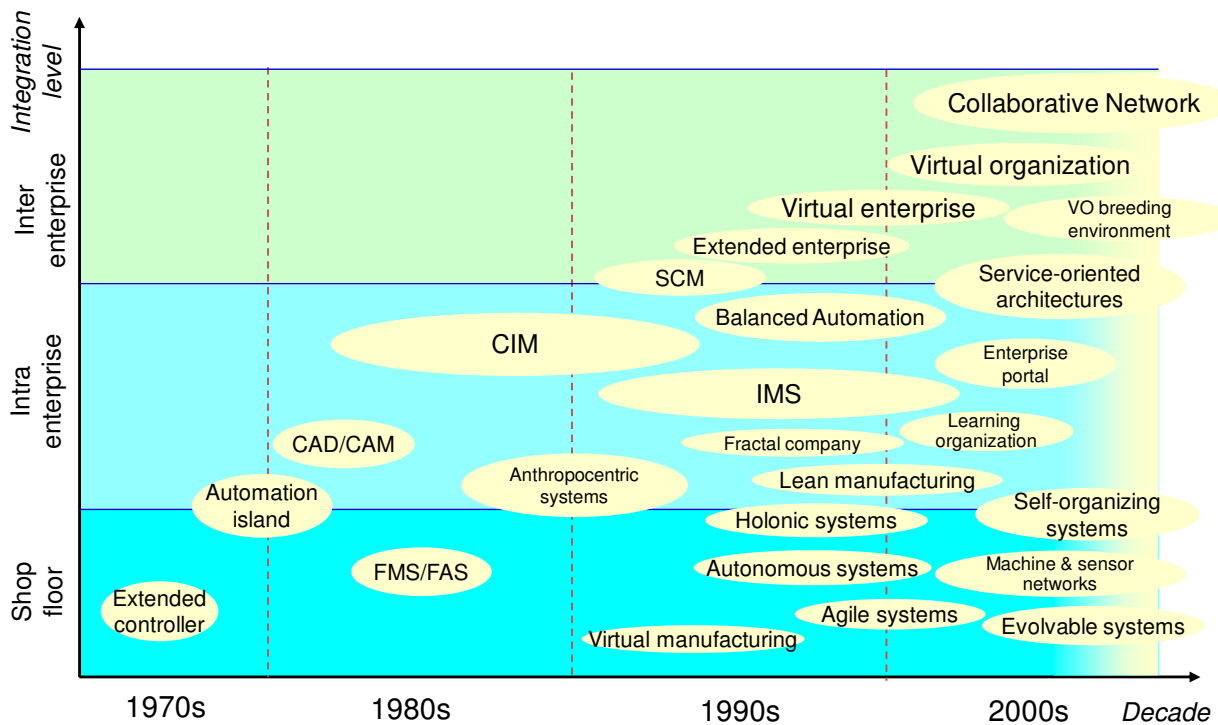 Integration
level
Inter
enterprise
Intra
enterprise
Shop
floor
Collaborative Network
Virtual organization
Virtual enterprise
VO breeding
environment
Extended enterprise
SCM
Service-oriented
architectures
Balanced Automation
CIM
Enterprise
portal
IMS
Learning
organization
CAD/CAM
Fractal company
Anthropocentric
systems
Lean manufacturing
Automation
island
Self-organizing
systems
Holonic systems
FMS/FAS
Autonomous systems
Machine & sensor
networks
Extended
controller
Agile systems
Evolvable systems
Virtual manufacturing
1970s
1980s
1990s
2000s
Decade